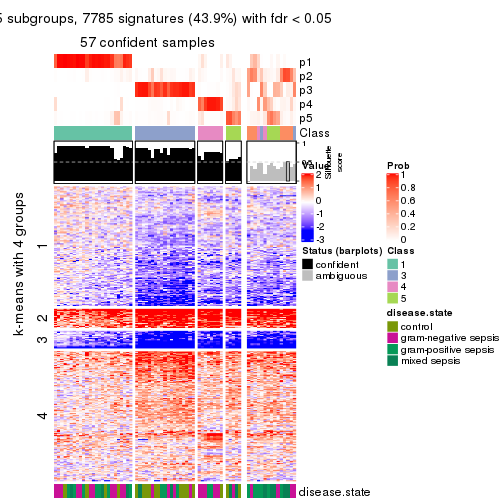 5 subgroups, 7785 signatures (43.9%) with fdr < 0.05
57 confident samples
p1
p2
p3
p4
p5
Class
1
Silhouette
score
k-means with 4 groups
1
2
3
4
disease.state
Value
2
1
0
-1
-2
-3
Prob
1
0.8
0.6
0.4
0.2
0
Status (barplots)
confident
ambiguous
Class
1
3
4
5
disease.state
control
gram-negative sepsis
gram-positive sepsis
mixed sepsis